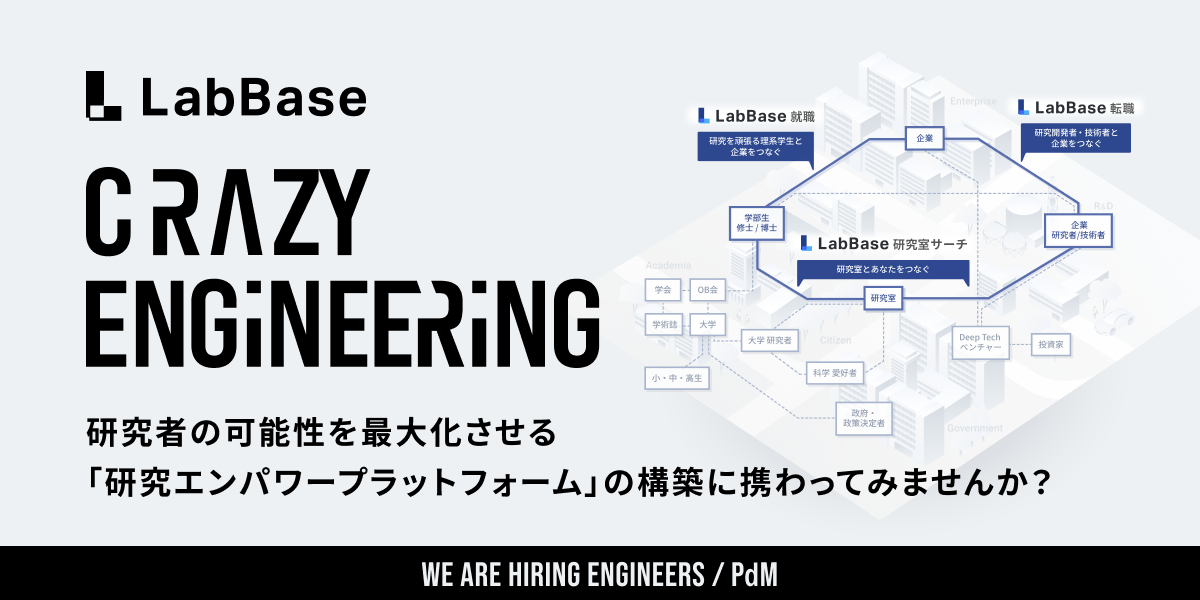 LabBase
CRAZY
ENGiNEERiNG
研究者の可能性を最大化させる
「研究エンパワープラットフォーム」の構築に携わってみませんか？
Enterprise
LabBase 就職
研究を頑張る理系学生と
企業をつなぐ
LabBase 転職
研究開発者・技術者と
企業をつなぐ
企業
R&D
学部生
修士 / 博士
企業
研究者/技術者
LabBase 研究室サーチ
研究室とあなたをつなぐ
研究室
Academia
学会
OB会
学術誌
大学
大学 研究者
Citizen
Deep Tech
ベンチャー
投資家
小・中・高生
科学 愛好者
政府・
政策決定者
Government
WE ARE HIRING ENGINEERS / PdM